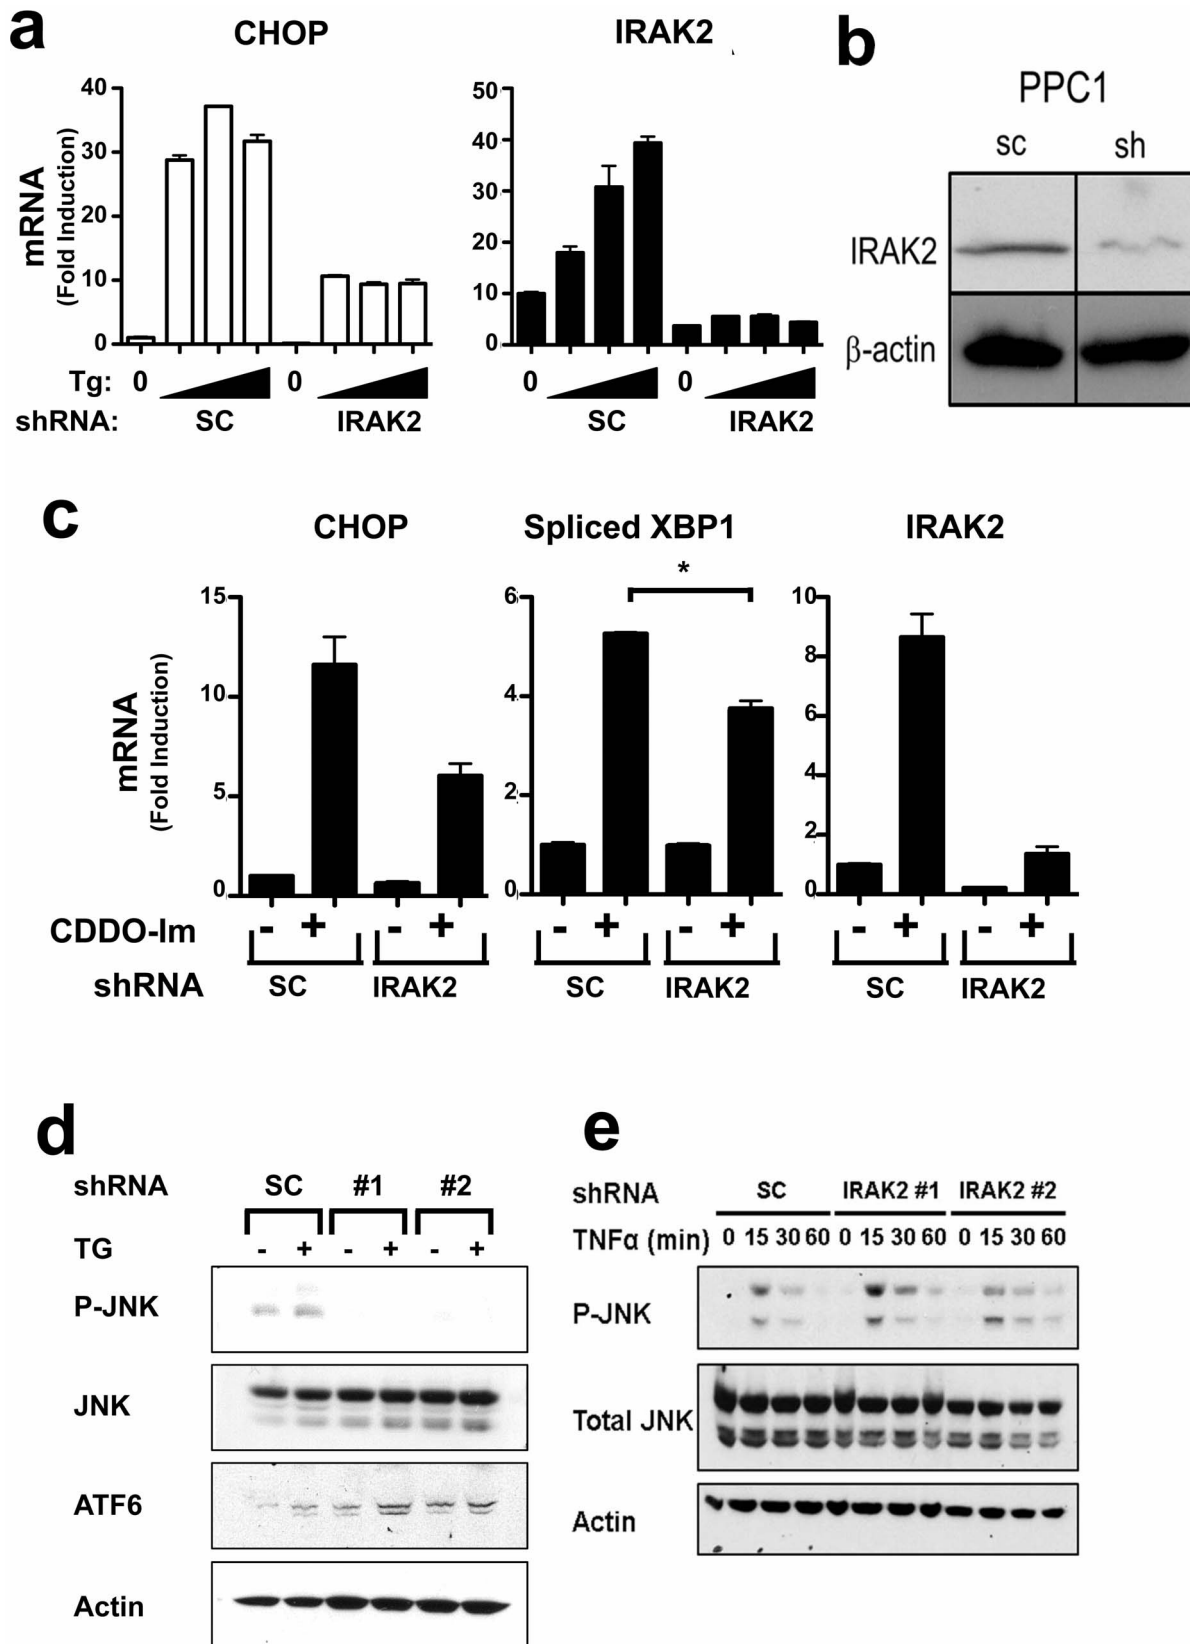 a
CHOP
IRAK2
mRNA
(Fold Induction)
40
30
20
10
0
50
40
30
20
10
0
Tg: 0 0 0 0
shRNA: SC IRAK2 SC IRAK2
b
PPC1
sc sh
IRAK2
β-actin
c
CHOP
Spliced XBP1
IRAK2
*
mRNA
(Fold Induction)
15
10
5
0
6
4
2
0
10
8
6
4
2
0
CDDO-Im - + - + - + - + - + - +
shRNA SC IRAK2 SC IRAK2 SC IRAK2
d
shRNA SC #1 #2
TG - + - + - +
P-JNK
JNK
ATF6
Actin
e
shRNA SC IRAK2 #1 IRAK2 #2
TNFα (min) 0 15 30 60 0 15 30 60 0 15 30 60
P-JNK
Total JNK
Actin